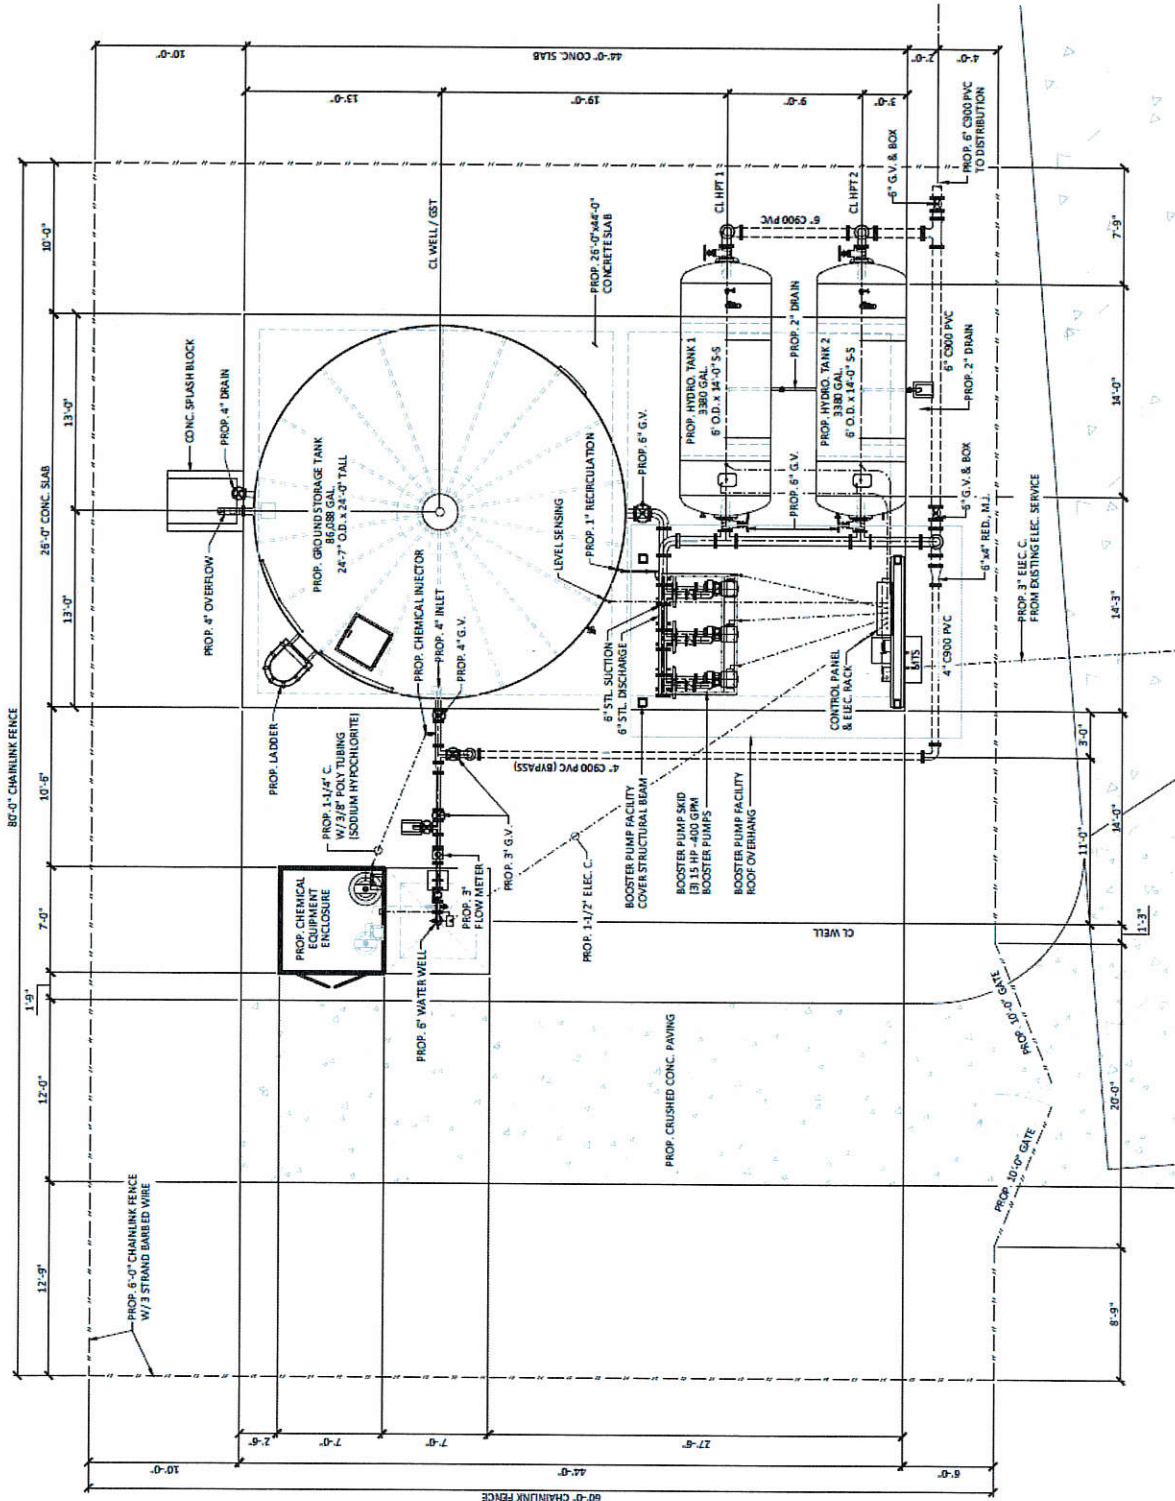 80'-0" CHAINLINK FENCE
12'-9"
12'-0"
1'-9"
7'-0"
10'-6"
26'-0" CONC. SLAB
13'-0"
13'-0"
10'-0"
PROP. 6'-0" CHAINLINK FENCE
W/ 3 STRAND BARBED WIRE
PROP. LADDER
PROP. 4" OVERFLOW
CONC. SPLASH BLOCK
PROP. 4" DRAIN
PROP. 1-1/4" C.
W/ 3/8" POLY TUBING
(SODIUM HYPOCHLORITE)
PROP. CHEMICAL
EQUIPMENT
ENCLOSURE
PROP. GROUND STORAGE TANK
86,088 GAL.
24'-7" O.D. x 24'-0" TALL
PROP. CHEMICAL INJECTOR
PROP. 4" INLET
PROP. 4" G.V.
CL WELL / GST
PROP. 6" WATER WELL
PROP. 3"
FLOW METER
PROP. 3" G.V.
4" C900 PVC (BYPASS)
PROP. 1-1/2" ELEC. C.
LEVEL SENSING
PROP. 1" RECIRCULATION
PROP. 6" G.V.
PROP. 26'-0"x44'-0"
CONCRETE SLAB
6" STL. SUCTION
6" STL. DISCHARGE
BOOSTER PUMP FACILITY
COVER STRUCTURAL BEAM
BOOSTER PUMP SKID
(3) 15 HP - 400 GPM
BOOSTER PUMPS
BOOSTER PUMP FACILITY
ROOF OVERHANG
PROP. CRUSHED CONC. PAVING
CL WELL
CONTROL PANEL
& ELEC. RACK
MTS
PROP. HYDRO. TANK 1
3380 GAL.
6' O.D. x 14'-0" S-S
CL HPT 1
PROP. 2" DRAIN
6" C900 PVC
PROP. 6" G.V.
PROP. HYDRO. TANK 2
3380 GAL.
6' O.D. x 14'-0" S-S
CL HPT 2
4" C900 PVC
6"x4" RED., M.J.
6" G.V. & BOX
PROP. 2" DRAIN
6" C900 PVC
6" G.V. & BOX
PROP. 6" C900 PVC
TO DISTRIBUTION
PROP. 3" ELEC. C.
FROM EXISTING ELEC. SERVICE
PROP. 10'-0" GATE
PROP. 10'-0" GATE
8'-9"
20'-0"
1'-3"
11'-0"
14'-0"
3'-0"
14'-3"
14'-0"
7'-9"
60'-0" CHAINLINK FENCE
10'-0"
44'-0"
6'-0"
2'-6"
7'-0"
7'-0"
27'-6"
10'-0"
44'-0" CONC. SLAB
2'-0"
4'-0"
13'-0"
19'-0"
9'-0"
3'-0"